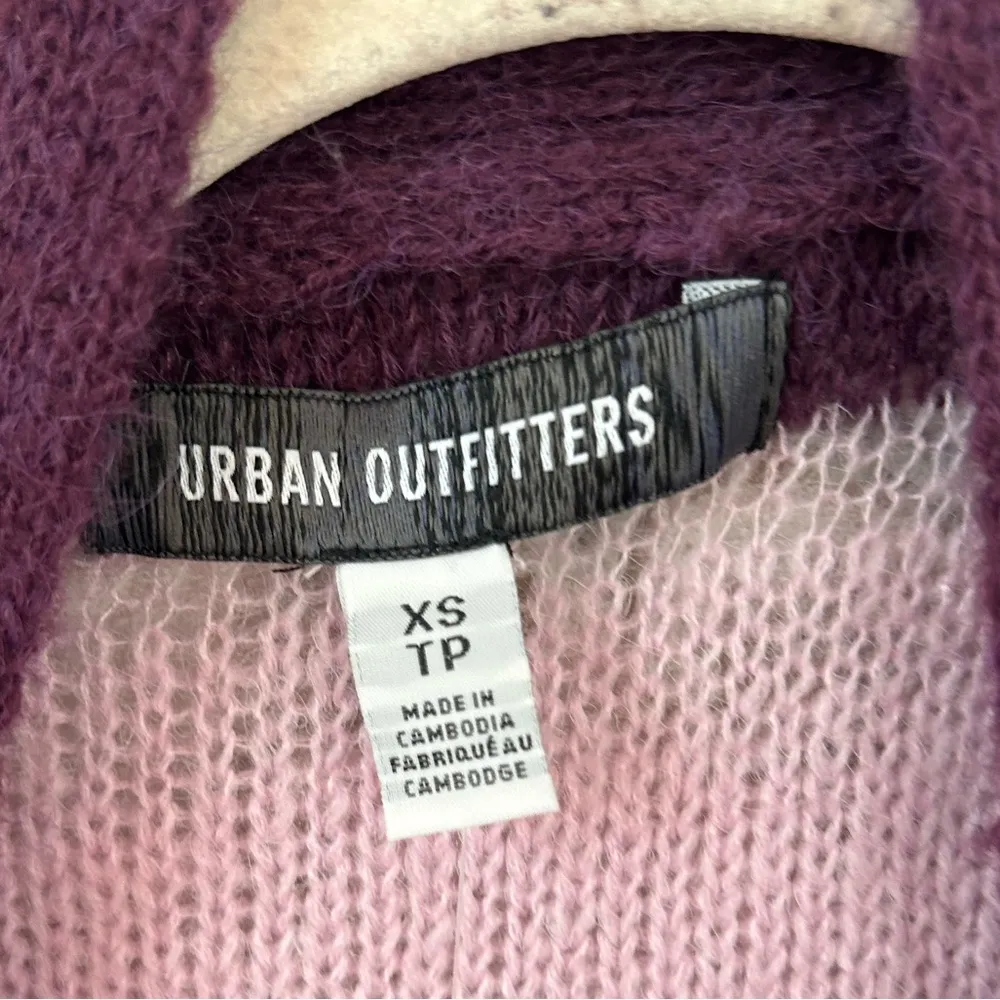 URBAN OUTFITTERS
XS
TP
MADE IN
CAMBODIA
FABRIQUÉ AU
CAMBODGE